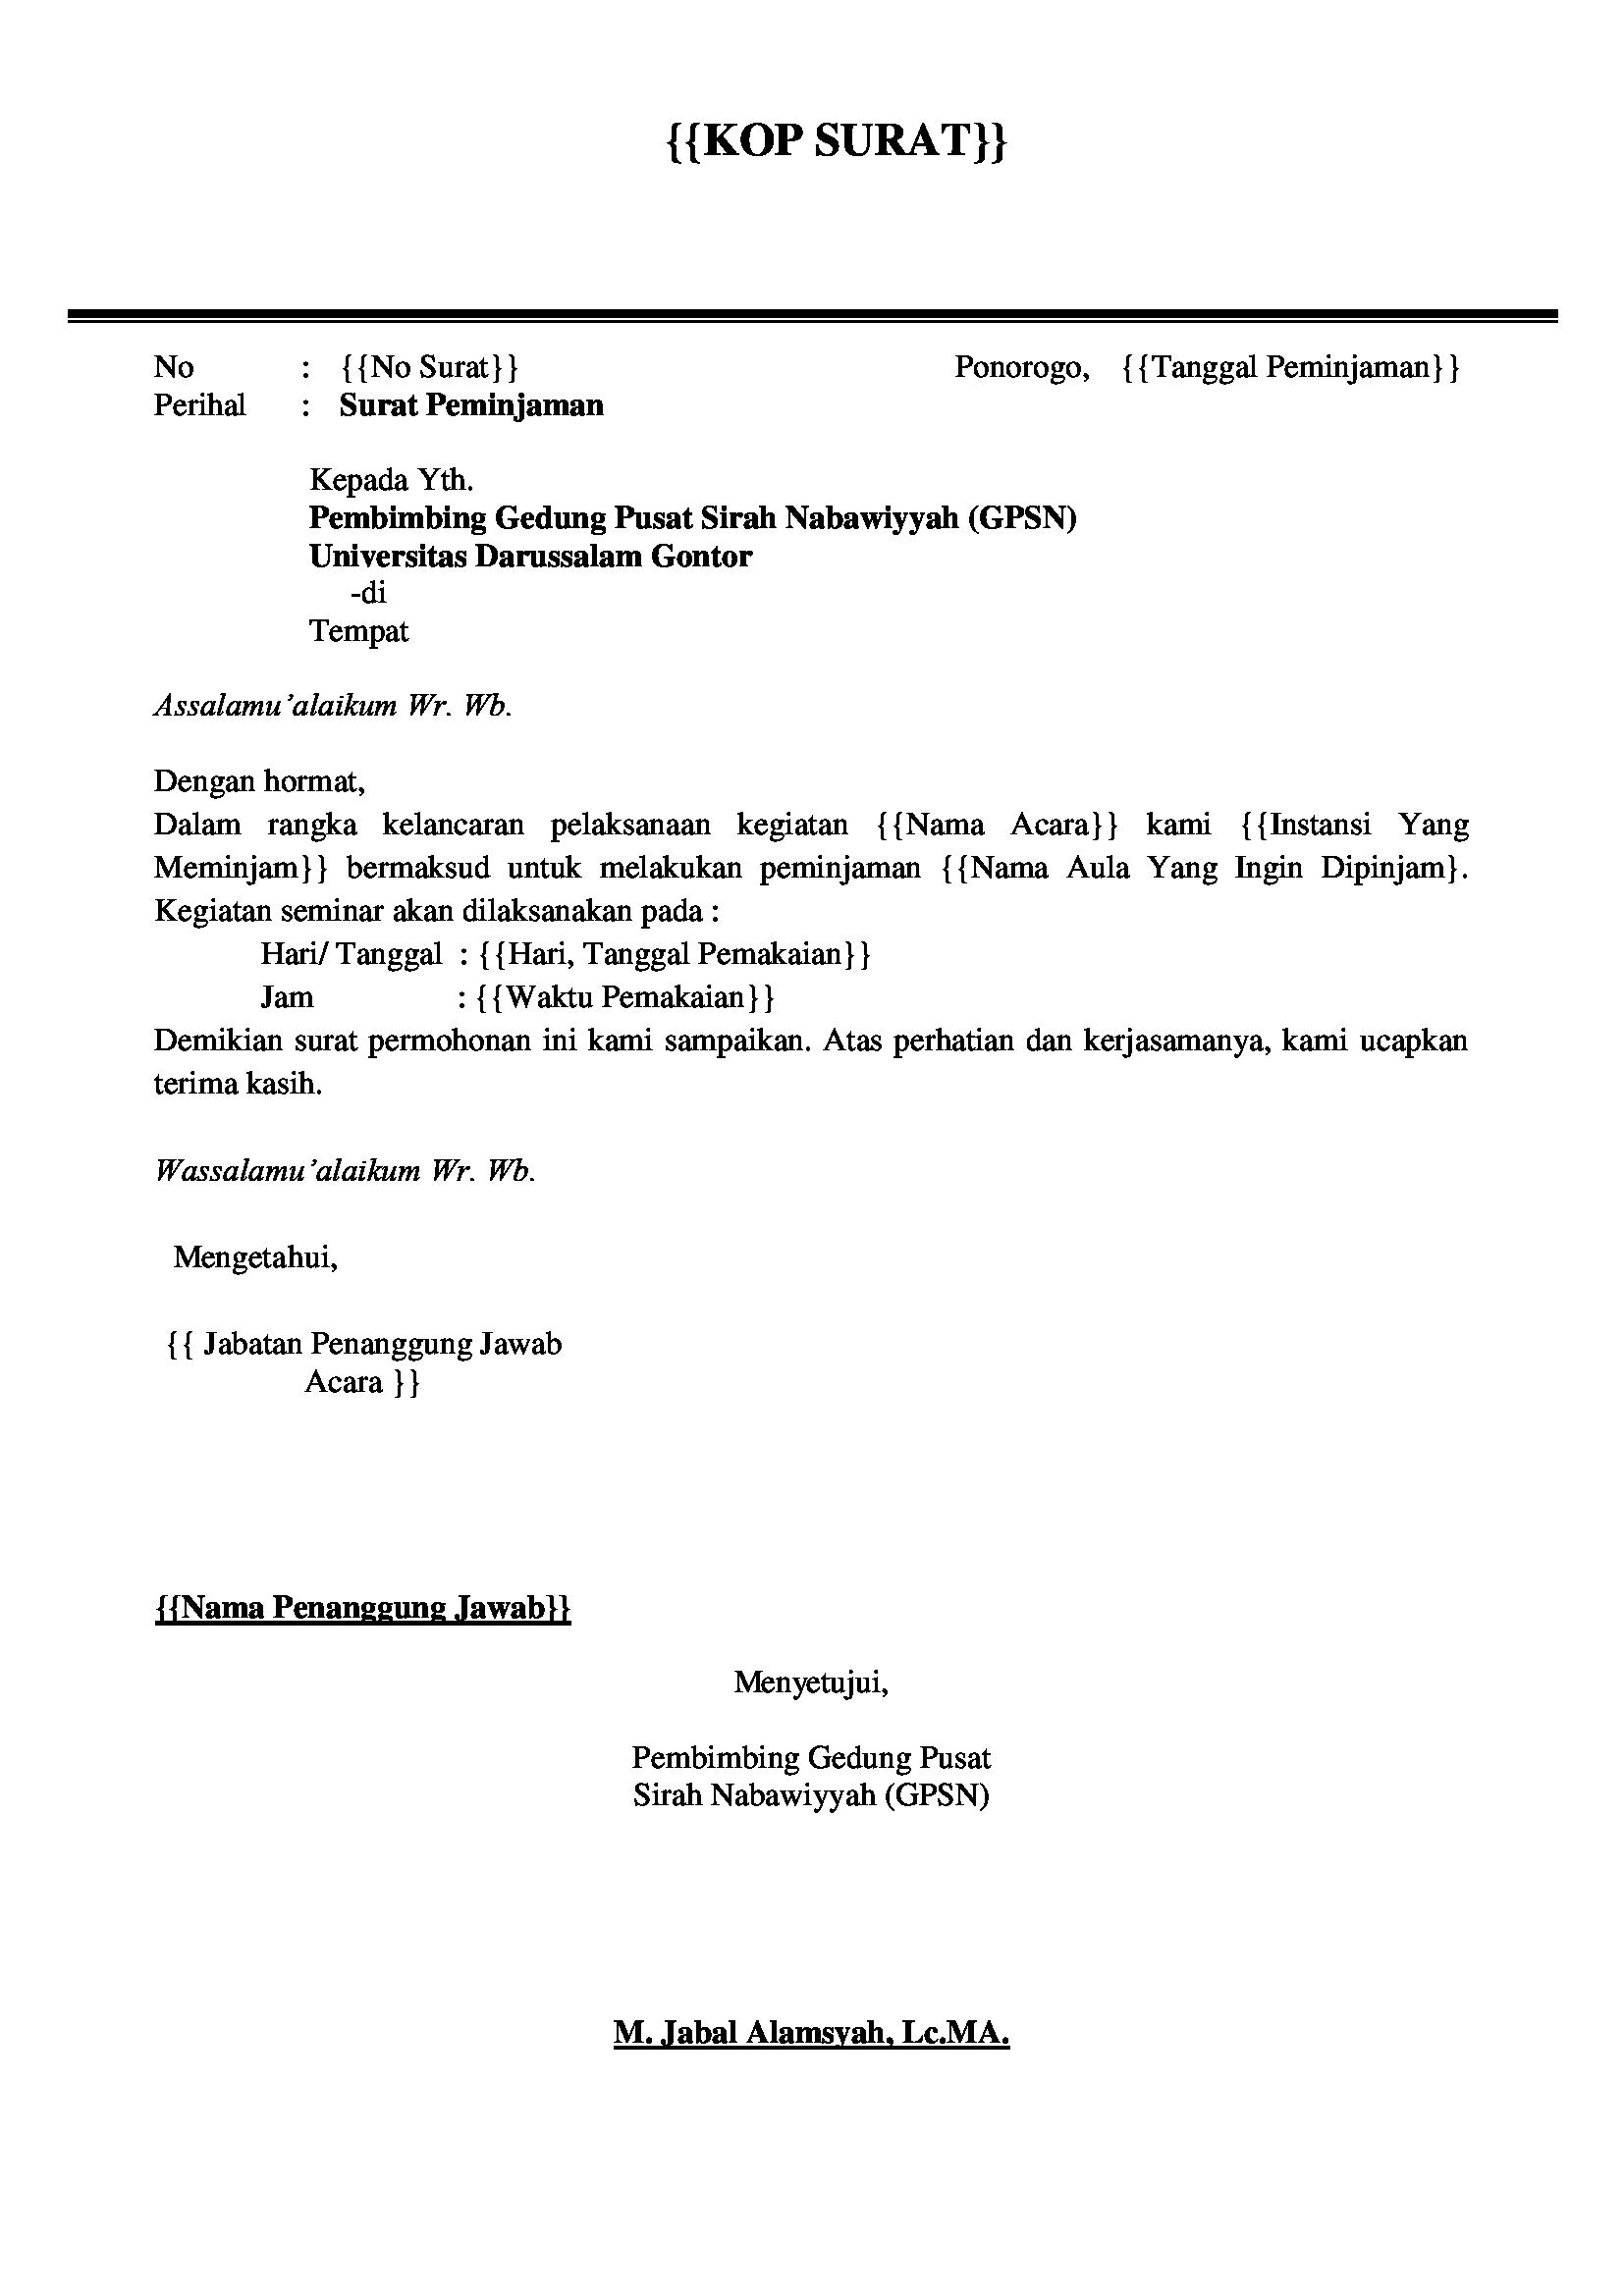 {{KOP SURAT}}
No : {{No Surat}} Ponorogo, {{Tanggal Peminjaman}}
Perihal : Surat Peminjaman
Kepada Yth.
Pembimbing Gedung Pusat Sirah Nabawiyyah (GPSN)
Universitas Darussalam Gontor
-di
Tempat
Assalamu’alaikum Wr. Wb.
Dengan hormat,
Dalam rangka kelancaran pelaksanaan kegiatan {{Nama Acara}} kami {{Instansi Yang
Meminjam}} bermaksud untuk melakukan peminjaman {{Nama Aula Yang Ingin Dipinjam}.
Kegiatan seminar akan dilaksanakan pada :
Hari/ Tanggal : {{Hari, Tanggal Pemakaian}}
Jam : {{Waktu Pemakaian}}
Demikian surat permohonan ini kami sampaikan. Atas perhatian dan kerjasamanya, kami ucapkan
terima kasih.
Wassalamu’alaikum Wr. Wb.
Mengetahui,
{{ Jabatan Penanggung Jawab
Acara }}
{{Nama Penanggung Jawab}}
Menyetujui,
Pembimbing Gedung Pusat
Sirah Nabawiyyah (GPSN)
M. Jabal Alamsyah, Lc.MA.